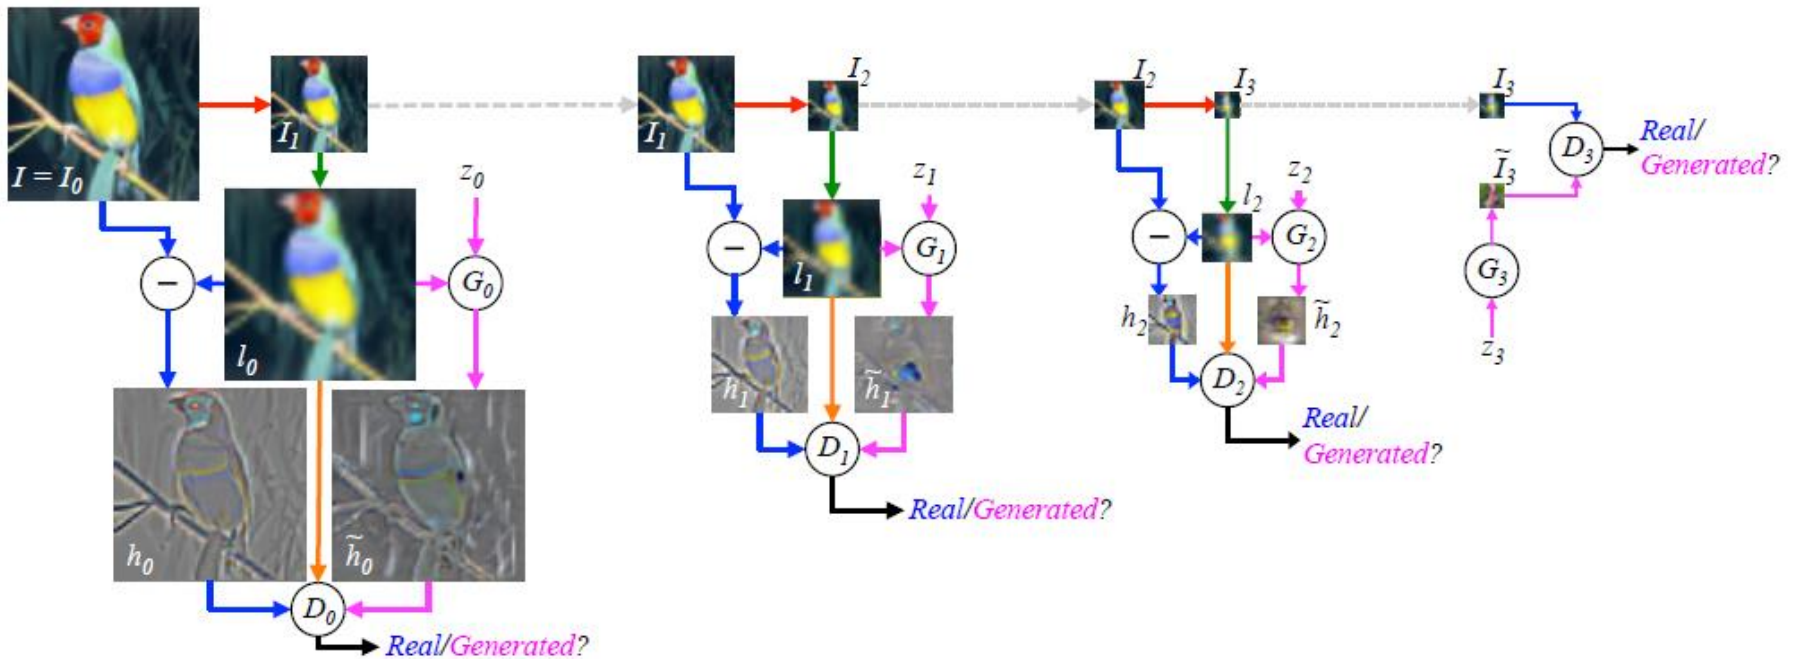 I = I₀
I₁
l₀
z₀
−
G₀
h₀
h̃₀
D₀
Real/Generated?
I₁
I₂
l₁
z₁
−
G₁
h₁
h̃₁
D₁
Real/Generated?
I₂
I₃
l₂
z₂
−
G₂
h₂
h̃₂
D₂
Real/
Generated?
I₃
Ĩ₃
D₃
G₃
z₃
Real/
Generated?